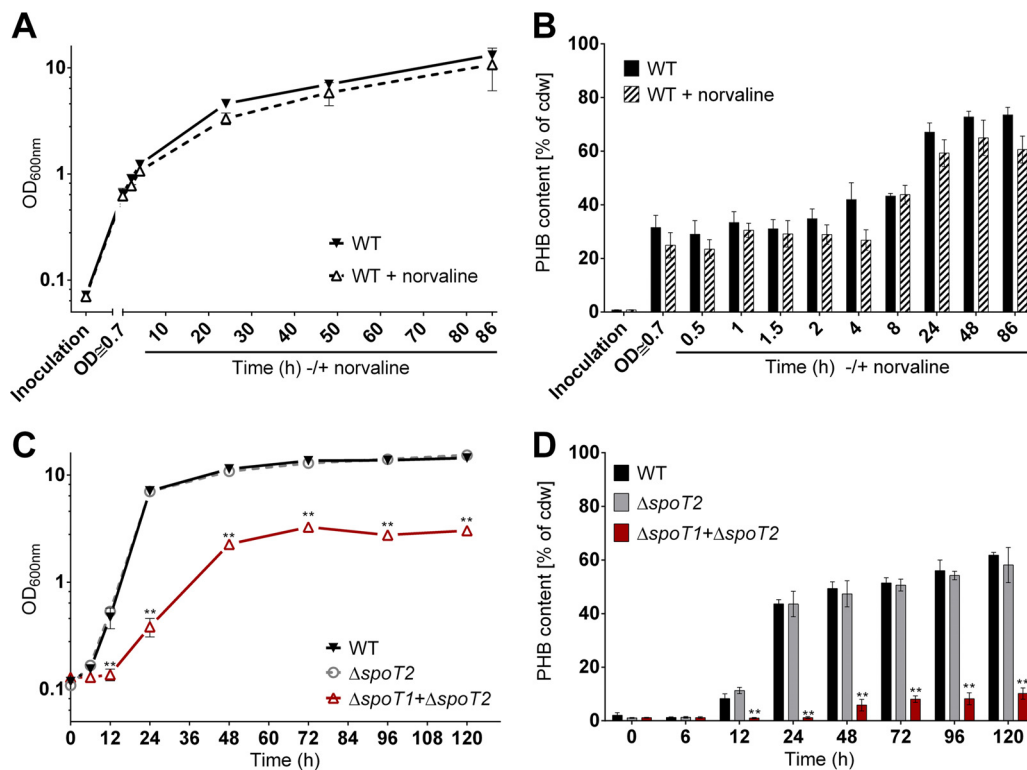 A
OD600nm
10
1
0.1
WT
WT + norvaline
Inoculation
OD≅0.7
10 20 30 40 50 60 70 80 86
Time (h) -/+ norvaline
B
PHB content [% of cdw]
100
80
60
40
20
0
WT
WT + norvaline
Inoculation
OD≅0.7
0.5 1 1.5 2 4 8 24 48 86
Time (h) -/+ norvaline
C
OD600nm
10
1
0.1
** ** ** ** ** **
WT
ΔspoT2
ΔspoT1+ΔspoT2
0 12 24 36 48 60 72 84 96 108 120
Time (h)
D
PHB content [% of cdw]
100
80
60
40
20
0
WT
ΔspoT2
ΔspoT1+ΔspoT2
** ** ** ** ** **
0 6 12 24 48 72 96 120
Time (h)